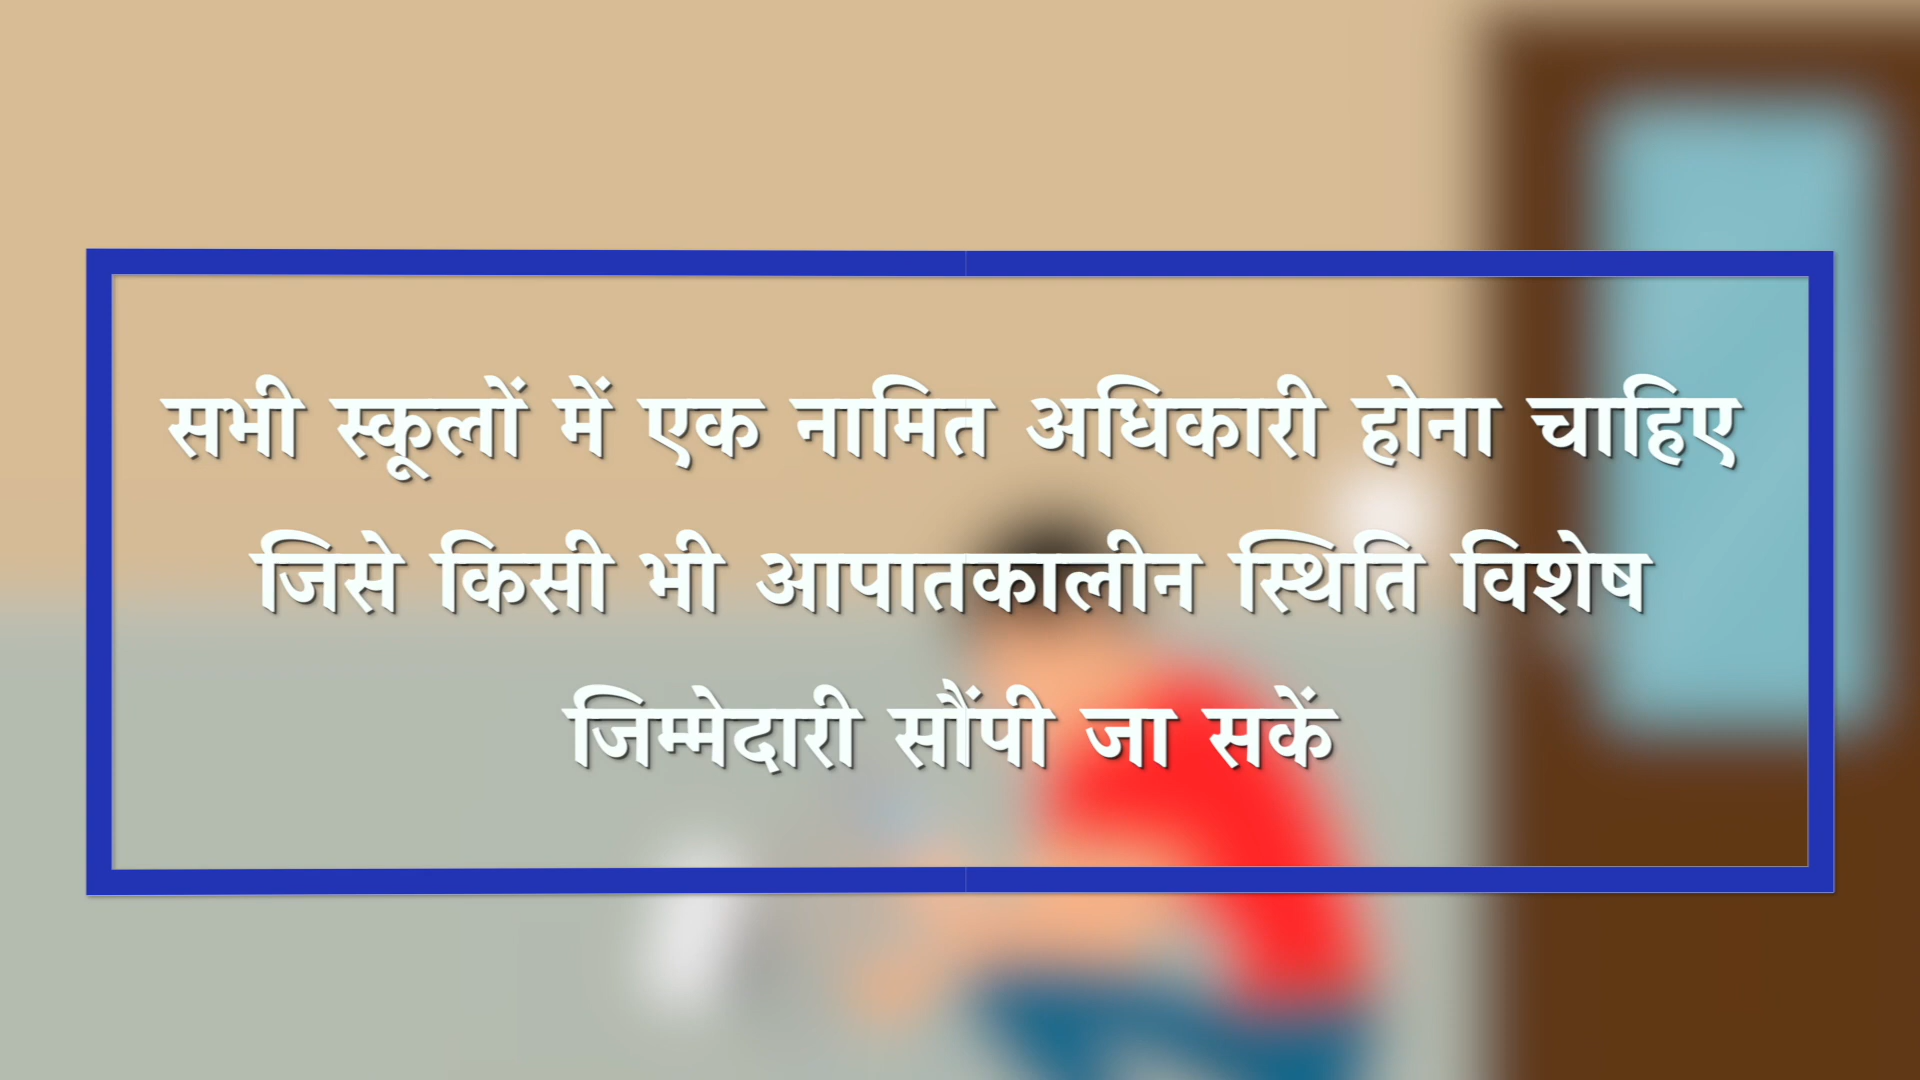 सभी स्कूलों में एक नामित अधिकारी होना चाहिए
जिसे किसी भी आपातकालीन स्थिति विशेष
जिम्मेदारी सौंपी जा सकें